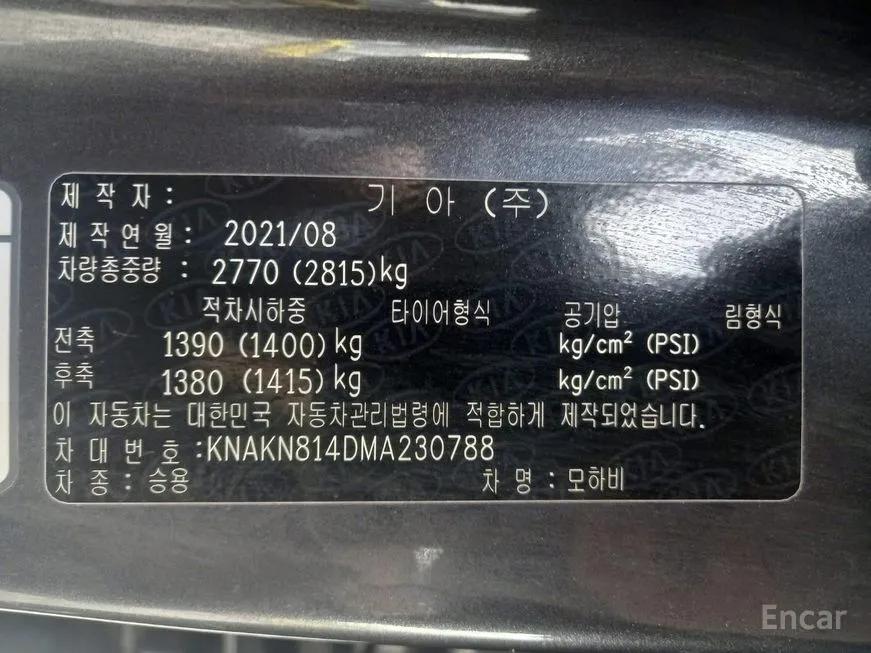 제 작 자 : 기 아 (주)
제작연월 : 2021/08
차량총중량 : 2770 (2815)kg
적차시하중 타이어형식 공기압 림형식
전축 1390 (1400) kg kg/cm² (PSI)
후축 1380 (1415) kg kg/cm² (PSI)
이 자동차는 대한민국 자동차관리법령에 적합하게 제작되었습니다.
차 대 번 호 :KNAKN814DMA230788
차 종 : 승용 차 명 : 모하비
Encar